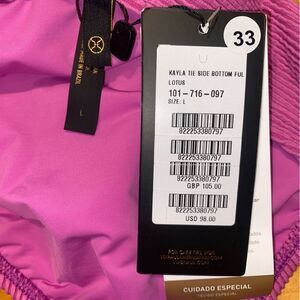 33
KAYLA TIE SIDE BOTTOM FUL
LOTUS
101-716-097
SIZE: L
822253380797
822253380797
GBP 105.00
822253380797
USD 98.00
MADE IN BRAZIL
L
CUIDADO ESPECIAL